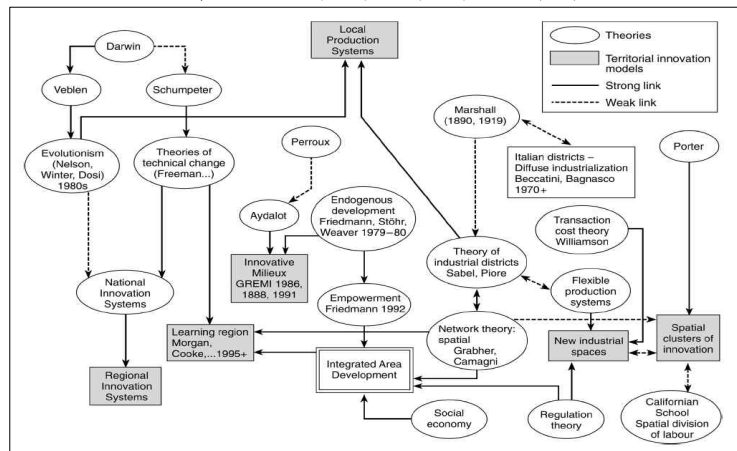 Darwin
Veblen
Schumpeter
Evolutionism
(Nelson,
Winter, Dosi)
1980s
Theories of
technical change
(Freeman...)
National
Innovation
Systems
Regional
Innovation
Systems
Local
Production
Systems
Perroux
Aydalot
Innovative
Milieux
GREMI 1986,
1888, 1991
Endogenous
development
Friedmann, Stöhr,
Weaver 1979–80
Empowerment
Friedmann 1992
Learning region
Morgan,
Cooke,...1995+
Integrated Area
Development
Social
economy
Marshall
(1890, 1919)
Italian districts –
Diffuse industrialization
Beccatini, Bagnasco
1970+
Theory of
industrial districts
Sabel, Piore
Network theory:
spatial
Grabher,
Camagni
Transaction
cost theory
Williamson
Flexible
production
systems
New industrial
spaces
Regulation
theory
Porter
Spatial
clusters of
innovation
Californian
School
Spatial division
of labour
Theories
Territorial innovation
models
Strong link
Weak link